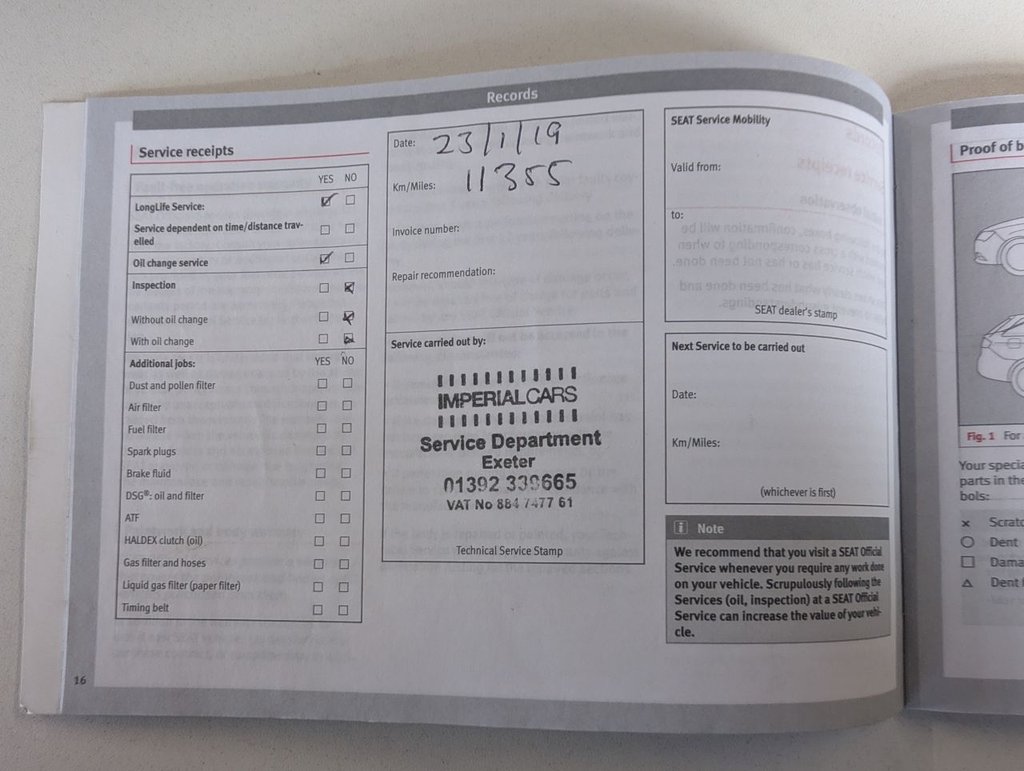 Records
Service receipts
YES NO
LongLife Service:
Service dependent on time/distance trav-
elled
Oil change service
Inspection
Without oil change
With oil change
Additional jobs: YES NO
Dust and pollen filter
Air filter
Fuel filter
Spark plugs
Brake fluid
DSG®: oil and filter
ATF
HALDEX clutch (oil)
Gas filter and hoses
Liquid gas filter (paper filter)
Timing belt
16
Date: 23/1/19
Km/Miles: 11355
Invoice number:
Repair recommendation:
Service carried out by:
IMPERIALCARS
Service Department
Exeter
01392 339665
VAT No 884 7477 61
Technical Service Stamp
SEAT Service Mobility
Valid from:
to:
SEAT dealer's stamp
Next Service to be carried out
Date:
Km/Miles:
(whichever is first)
i Note
We recommend that you visit a SEAT Official
Service whenever you require any work done
on your vehicle. Scrupulously following the
Services (oil, inspection) at a SEAT Official
Service can increase the value of your vehi-
cle.
Proof of b
Fig. 1 For
Your specia
parts in the
bols:
Scratc
Dent
Dama
Dent